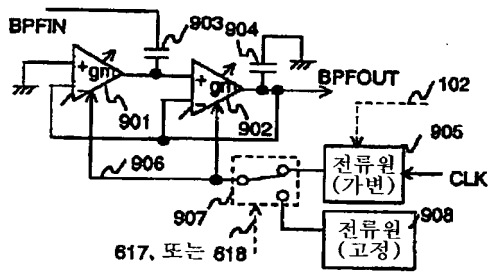 BPFIN
903
904
+
gm
-
901
+
gm
-
902
BPFOUT
102
905
906
전류원
(가변)
CLK
907
908
전류원
(고정)
617, 또는 618